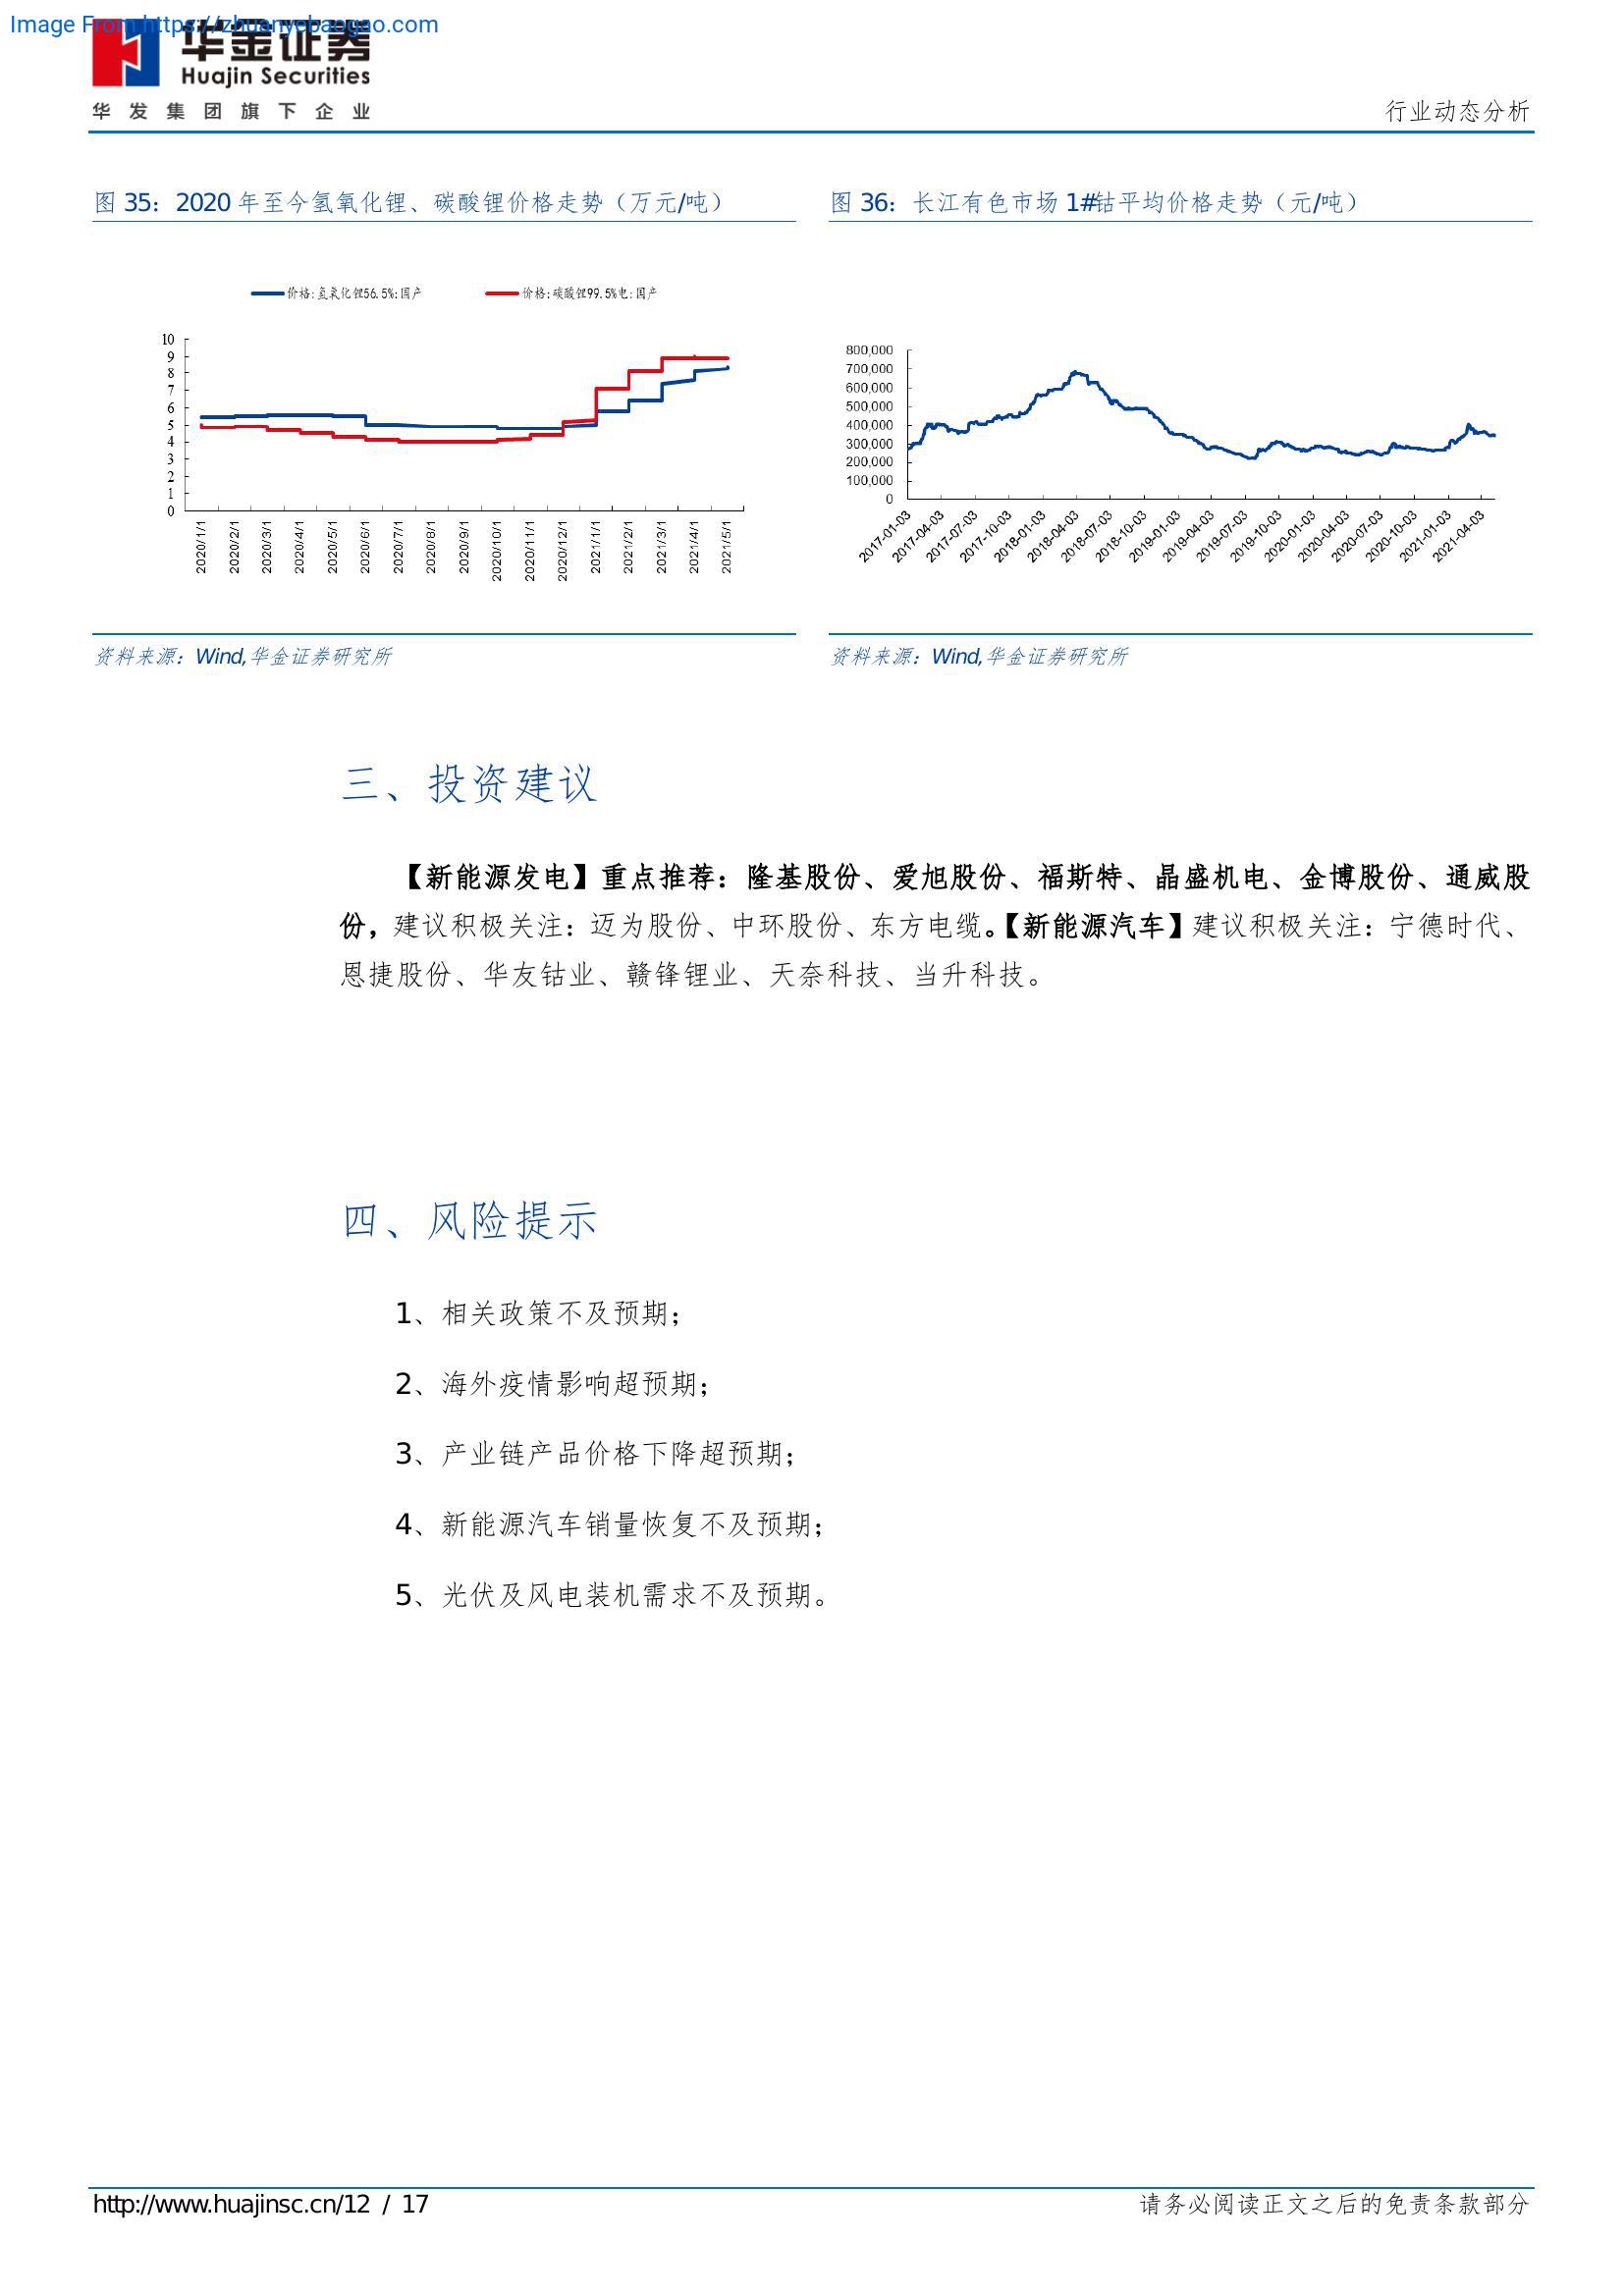 Image From https://zhuanyebaogao.com
华金证券
Huajin Securities
华发集团旗下企业
行业动态分析
图 35：2020 年至今氢氧化锂、碳酸锂价格走势（万元/吨）
图 36：长江有色市场 1#钴平均价格走势（元/吨）
价格:氢氧化锂56.5%:国产
价格:碳酸锂99.5%电:国产
10
9
8
7
6
5
4
3
2
1
0
2020/1/1
2020/2/1
2020/3/1
2020/4/1
2020/5/1
2020/6/1
2020/7/1
2020/8/1
2020/9/1
2020/10/1
2020/11/1
2020/12/1
2021/1/1
2021/2/1
2021/3/1
2021/4/1
2021/5/1
800,000
700,000
600,000
500,000
400,000
300,000
200,000
100,000
0
2017-01-03
2017-04-03
2017-07-03
2017-10-03
2018-01-03
2018-04-03
2018-07-03
2018-10-03
2019-01-03
2019-04-03
2019-07-03
2019-10-03
2020-01-03
2020-04-03
2020-07-03
2020-10-03
2021-01-03
2021-04-03
资料来源：Wind,华金证券研究所
资料来源：Wind,华金证券研究所
三、投资建议
【新能源发电】重点推荐：隆基股份、爱旭股份、福斯特、晶盛机电、金博股份、通威股
份，建议积极关注：迈为股份、中环股份、东方电缆。【新能源汽车】建议积极关注：宁德时代、
恩捷股份、华友钴业、赣锋锂业、天奈科技、当升科技。
四、风险提示
1、相关政策不及预期；
2、海外疫情影响超预期；
3、产业链产品价格下降超预期；
4、新能源汽车销量恢复不及预期；
5、光伏及风电装机需求不及预期。
http://www.huajinsc.cn/12 / 17
请务必阅读正文之后的免责条款部分